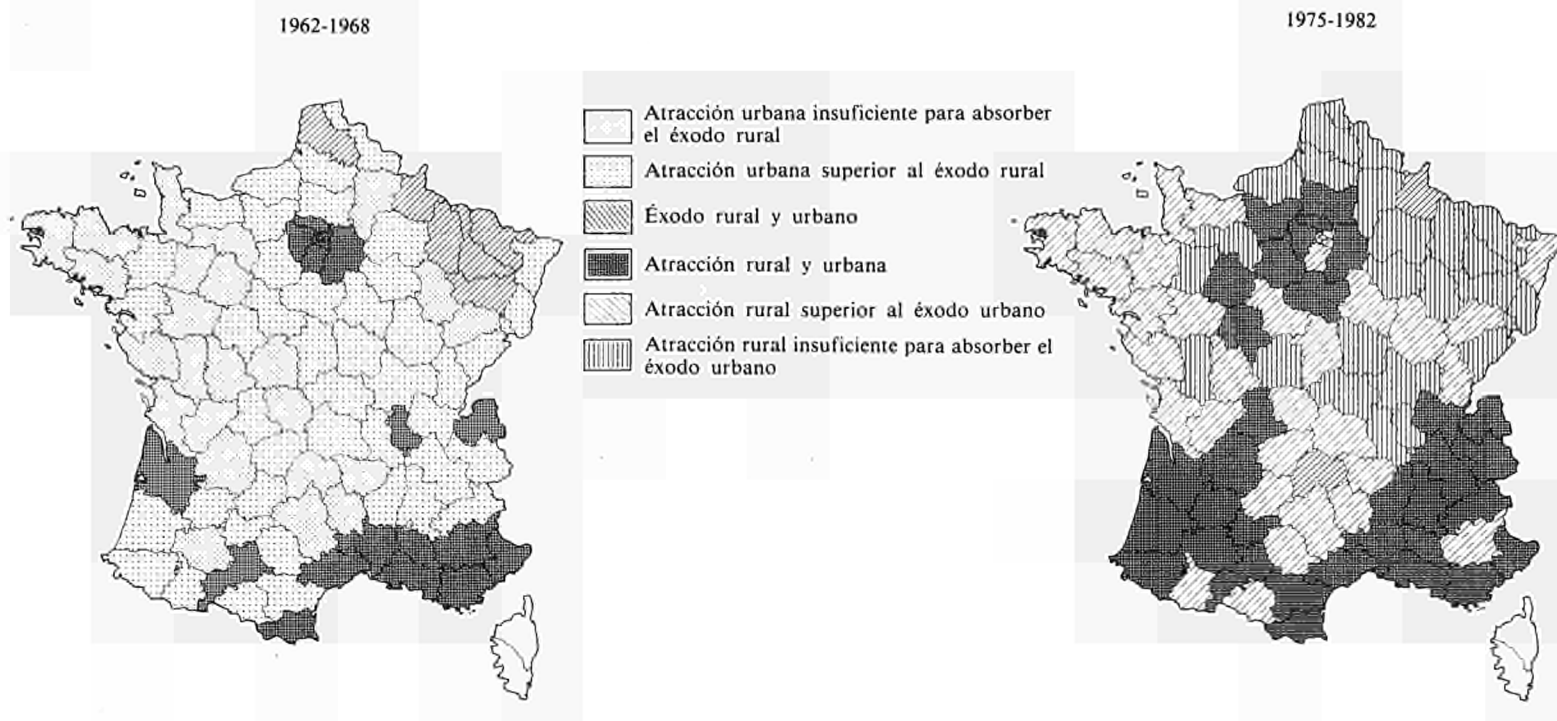 1962-1968
1975-1982
Atracción urbana insuficiente para absorber
el éxodo rural
Atracción urbana superior al éxodo rural
Éxodo rural y urbano
Atracción rural y urbana
Atracción rural superior al éxodo urbano
Atracción rural insuficiente para absorber el
éxodo urbano